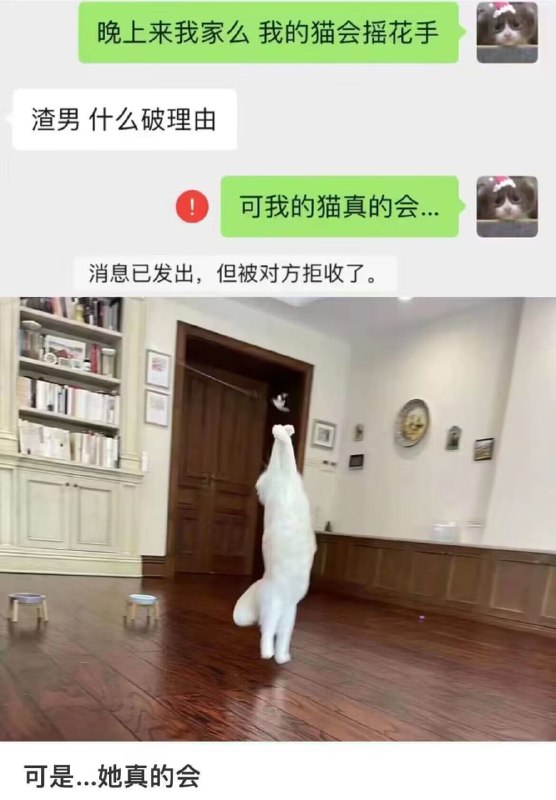 晚上来我家么 我的猫会摇花手
渣男 什么破理由
可我的猫真的会...
消息已发出，但被对方拒收了。
可是...她真的会